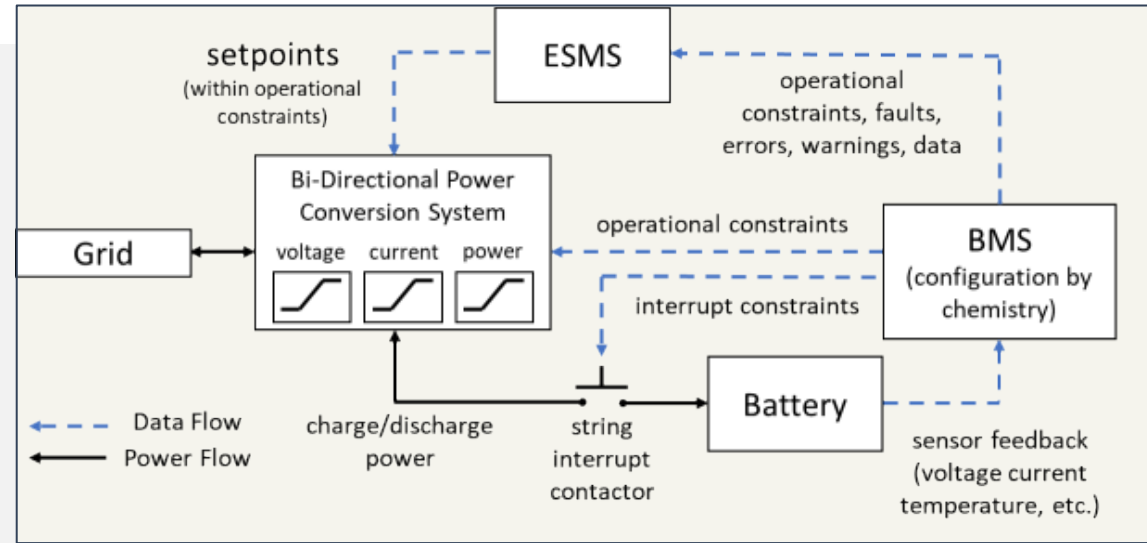 setpoints
(within operational
constraints)
ESMS
operational
constraints, faults,
errors, warnings, data
Bi-Directional Power
Conversion System
voltage current power
Grid
operational constraints
interrupt constraints
BMS
(configuration by
chemistry)
Battery
charge/discharge
power
string
interrupt
contactor
sensor feedback
(voltage current
temperature, etc.)
Data Flow
Power Flow